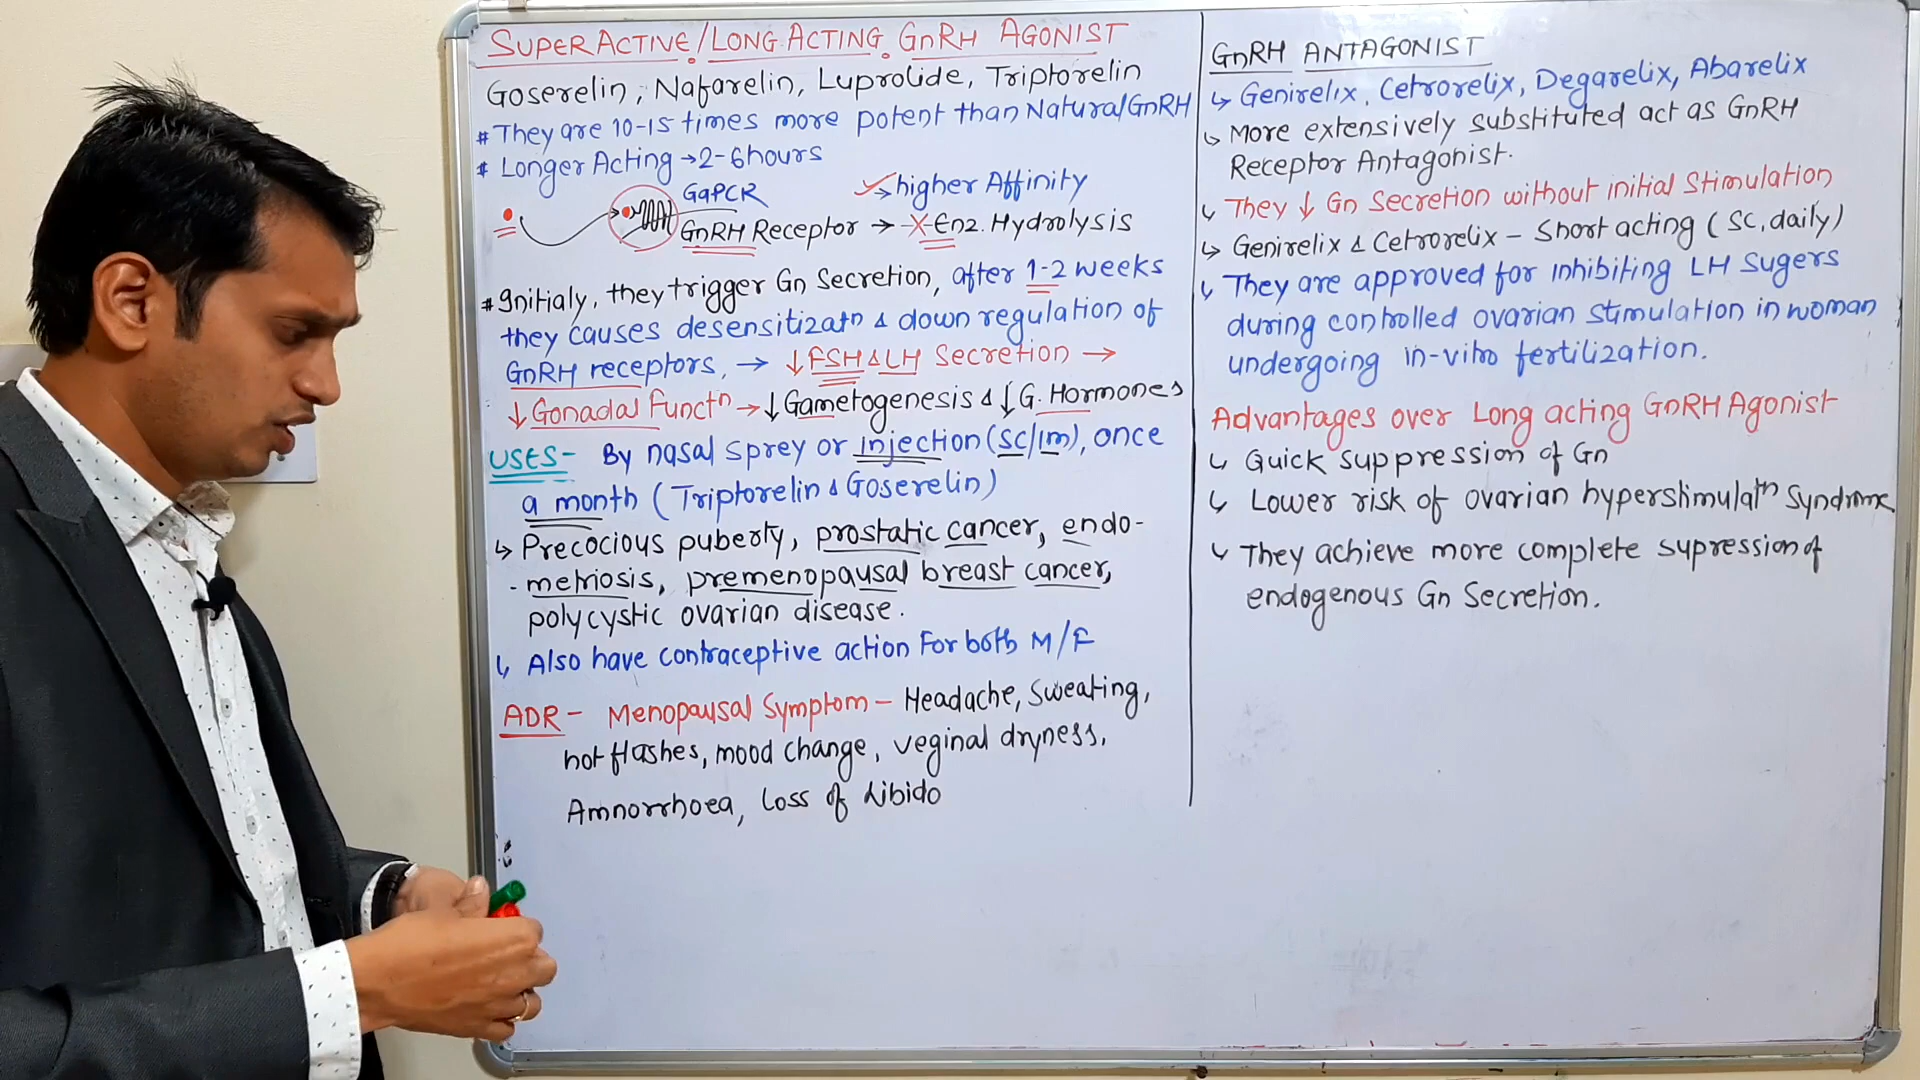 SUPERACTIVE/LONG ACTING GnRH AGONIST
Goserelin, Nafarelin, Luprolide, Triptorelin
# They are 10-15 times more potent than Natural GnRH
# Longer Acting → 2-6 hours
GqPCR
→ higher Affinity
GnRH Receptor → X Enz. Hydrolysis
# Initialy, they trigger Gn Secretion, after 1-2 weeks
they causes desensitizatn & down regulation of
GnRH receptors, → ↓ FSH & LH Secretion →
↓ Gonadal Functn → ↓ Gametogenesis & ↓ G. Hormones
USES- By nasal sprey or injection (SC/IM), once
a month (Triptorelin & Goserelin)
↳ Precocious puberty, prostatic cancer, endo-
- metriosis, premenopausal breast cancer,
polycystic ovarian disease.
↳ Also have contraceptive action For both M/F
ADR - Menopausal Symptom - Headache, Sweating,
hot flashes, mood change, veginal dryness,
Amnorrhoea, Loss of Libido
GnRH ANTAGONIST
↳ Genirelix, Cetrorelix, Degarelix, Abarelix
↳ More extensively substituted act as GnRH
Receptor Antagonist.
↳ They ↓ Gn Secretion without initial Stimulation
↳ Genirelix & Cetrorelix - Short acting (SC, daily)
↳ They are approved for inhibiting LH sugers
during controlled ovarian stimulation in woman
undergoing in-vitro fertilization.
Advantages over Long acting GnRH Agonist
↳ Quick suppression of Gn
↳ Lower risk of ovarian hyperstimulatn Syndrome
↳ They achieve more complete supression of
endogenous Gn Secretion.